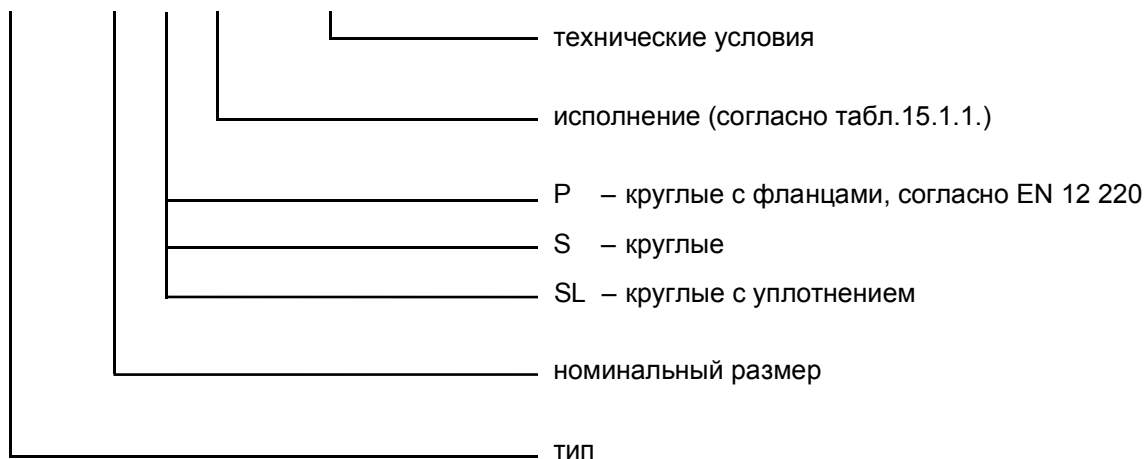 технические условия
исполнение (согласно табл.15.1.1.)
P – круглые с фланцами, согласно EN 12 220
S – круглые
SL – круглые с уплотнением
номинальный размер
тип